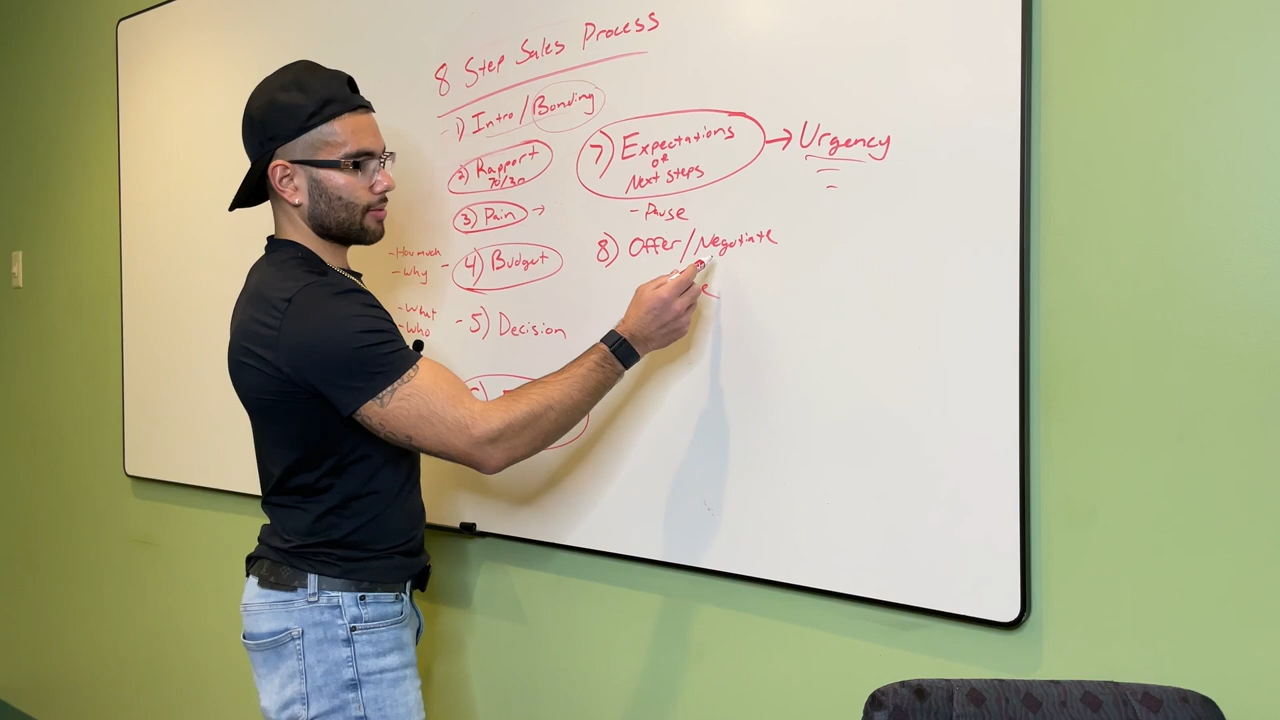 8 Step Sales Process
- 1) Intro / Bonding
2) Rapport
70/30
3) Pain →
- How much
- Why
- 4) Budget
- What
- Who
- 5) Decision
6)
7) Expectations → Urgency
or
Next steps
- Pause
8) Offer/Negotiate